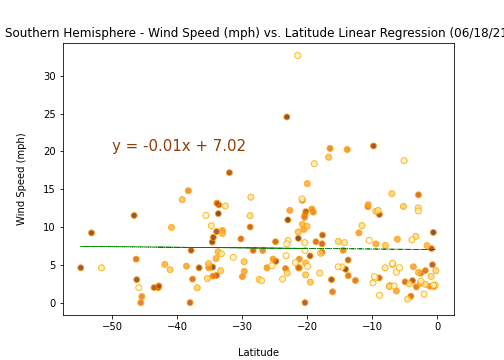 Southern Hemisphere - Wind Speed (mph) vs. Latitude Linear Regression (06/18/21
y = -0.01x + 7.02
Wind Speed (mph)
30
25
20
15
10
5
0
−50 −40 −30 −20 −10 0
Latitude